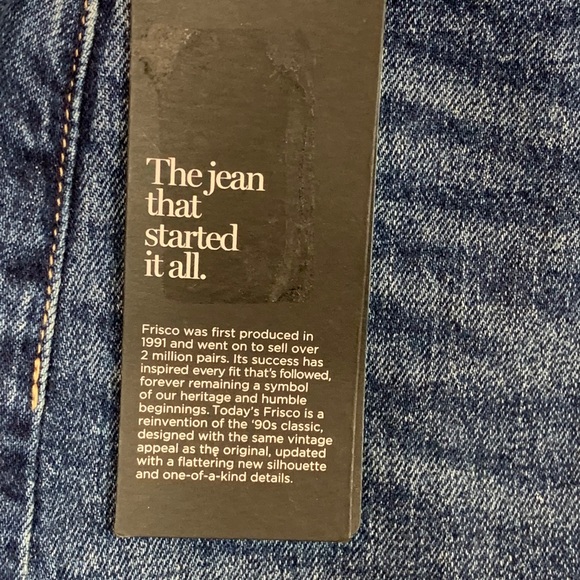 The jean
that
started
it all.
Frisco was first produced in
1991 and went on to sell over
2 million pairs. Its success has
inspired every fit that's followed,
forever remaining a symbol
of our heritage and humble
beginnings. Today's Frisco is a
reinvention of the '90s classic,
designed with the same vintage
appeal as the original, updated
with a flattering new silhouette
and one-of-a-kind details.